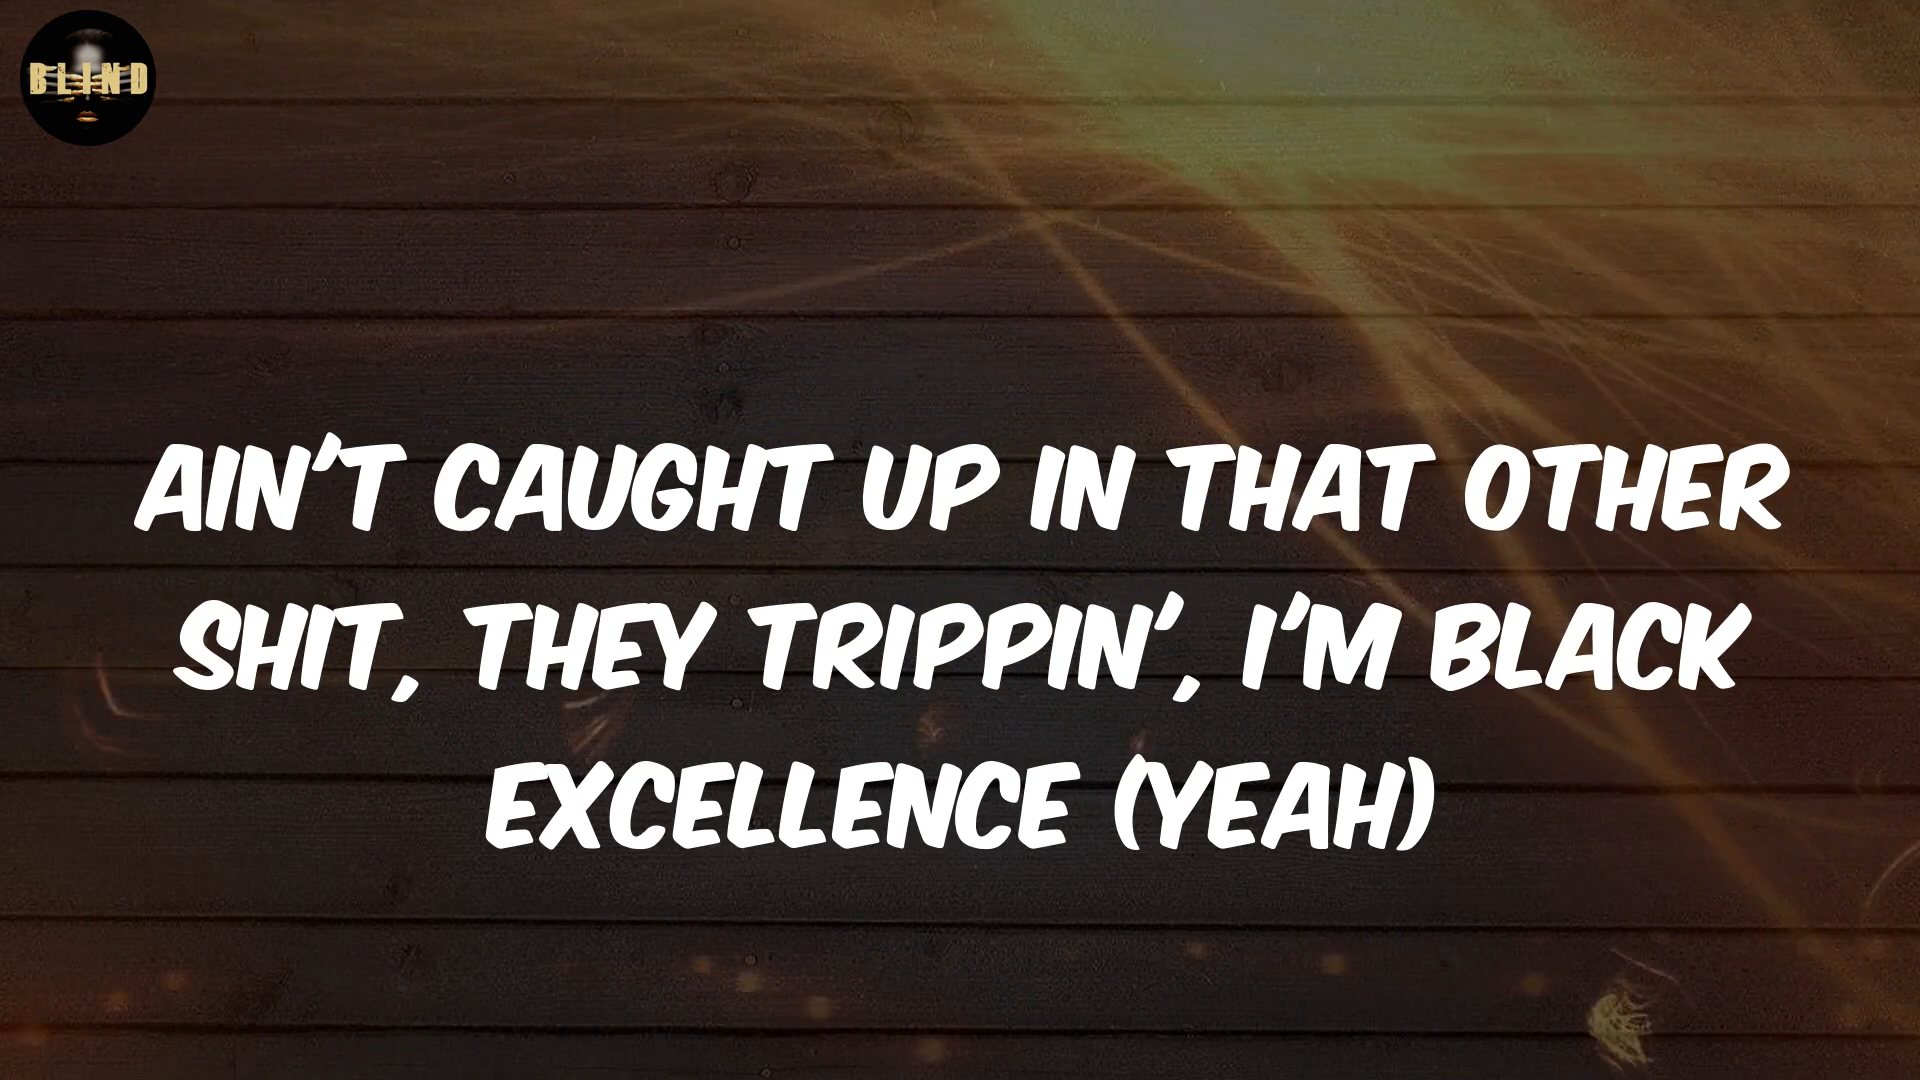 BLIND
AIN'T CAUGHT UP IN THAT OTHER
SHIT, THEY TRIPPIN', I'M BLACK
EXCELLENCE (YEAH)